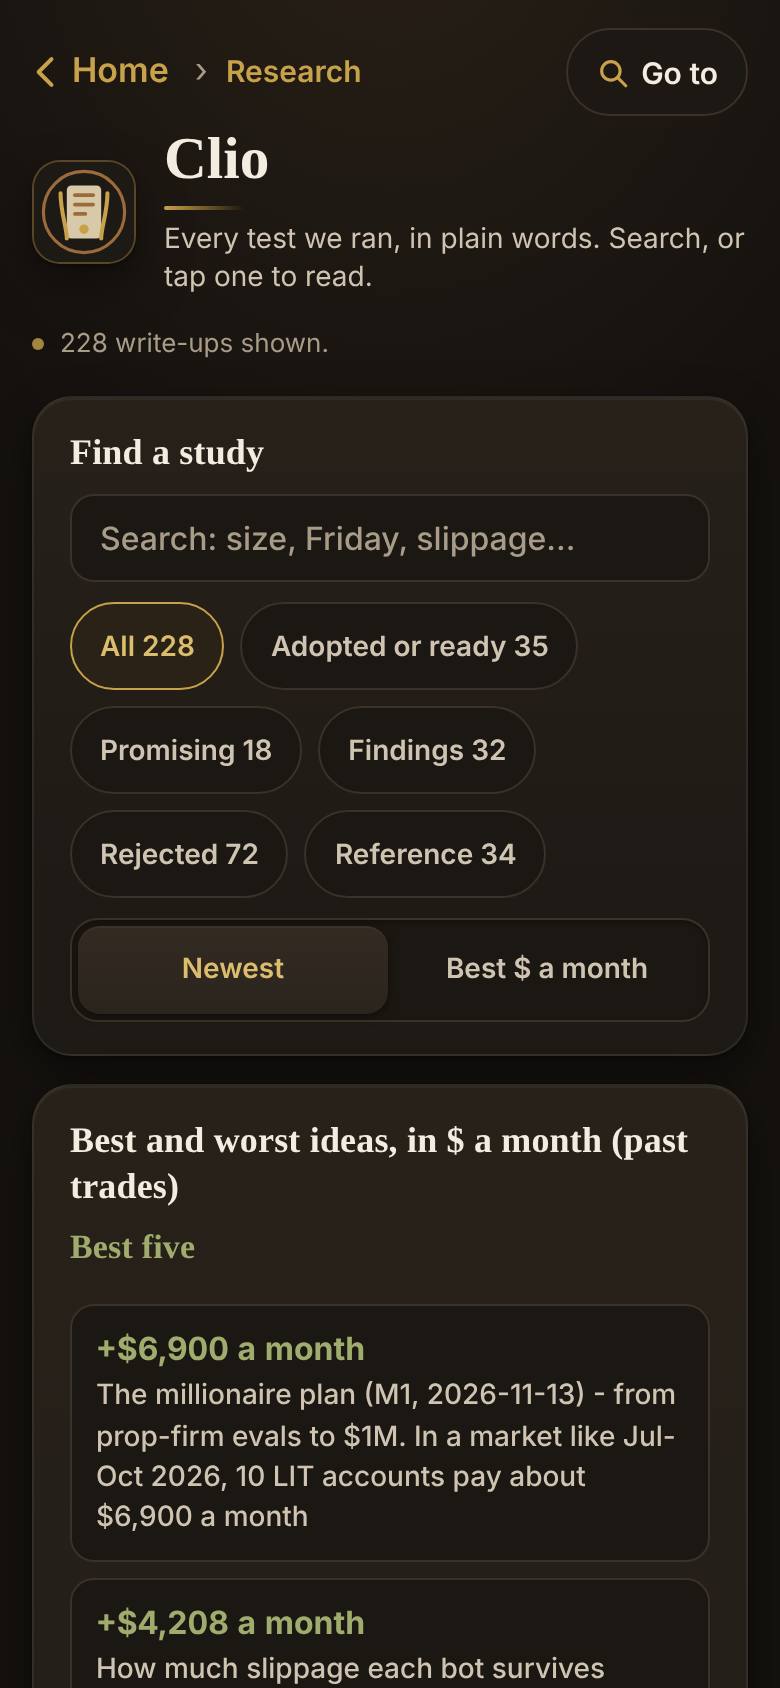 Home › Research
Go to
Clio
Every test we ran, in plain words. Search, or
tap one to read.
228 write-ups shown.
Find a study
Search: size, Friday, slippage...
All 228
Adopted or ready 35
Promising 18
Findings 32
Rejected 72
Reference 34
Newest
Best $ a month
Best and worst ideas, in $ a month (past
trades)
Best five
+$6,900 a month
The millionaire plan (M1, 2026-11-13) - from
prop-firm evals to $1M. In a market like Jul-
Oct 2026, 10 LIT accounts pay about
$6,900 a month
+$4,208 a month
How much slippage each bot survives